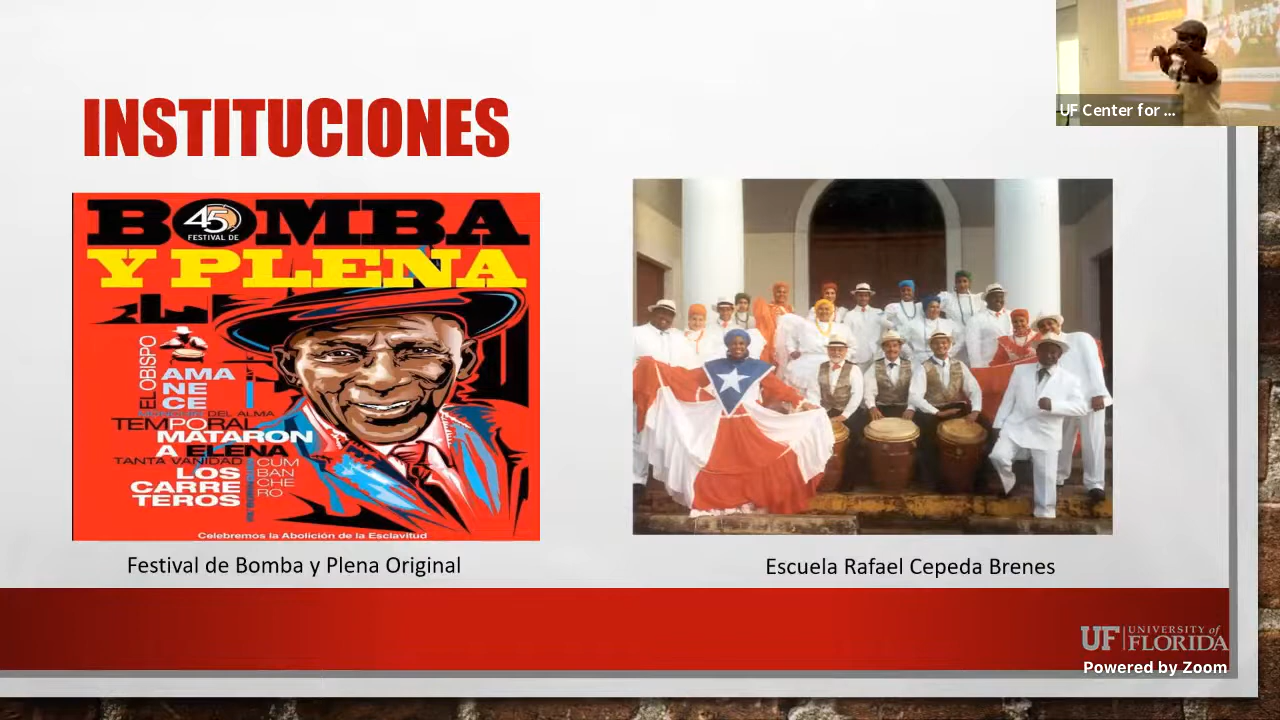 INSTITUCIONES
UF Center for ...
BOMBA
45
FESTIVAL DE
Y PLENA
EL OBISPO
AMA
NE
CE
DEL ALMA
TEMPORAL
MATARON
A ELENA
TANTA VANIDAD
CUM
BAN
CHE
RO
LOS
CARRE
TEROS
Celebremos la Abolición de la Esclavitud
Festival de Bomba y Plena Original
Escuela Rafael Cepeda Brenes
UF UNIVERSITY of
FLORIDA
Powered by Zoom